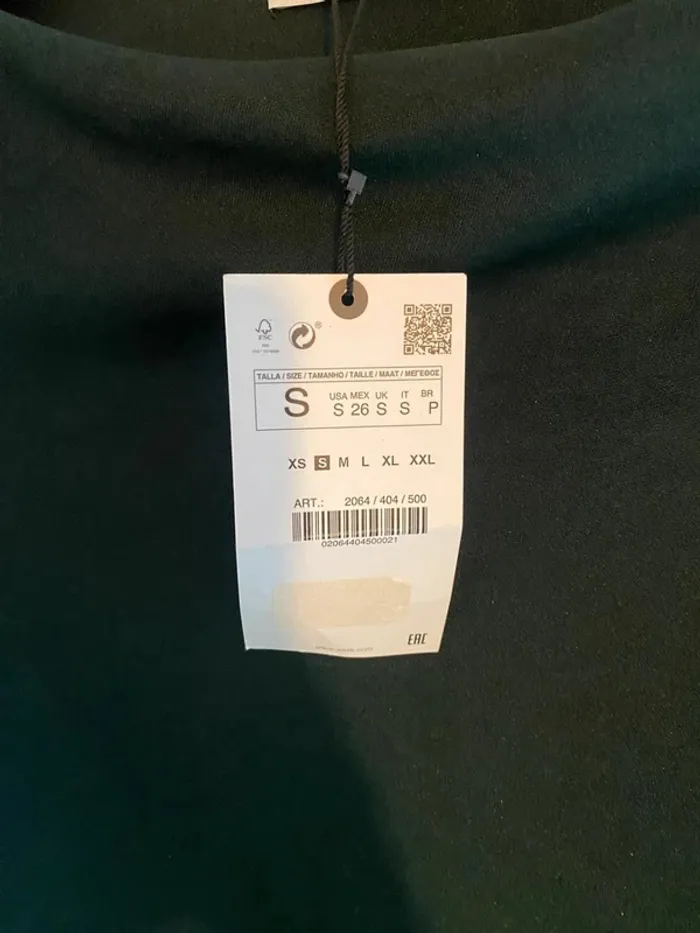 FSC
®
TALLA / SIZE / TAMANHO / TAILLE / MAAT / ΜΕΓΕΘΟΣ
S
USA MEX UK IT BR
S 26 S S P
XS S M L XL XXL
ART.: 2064 / 404 / 500
02064404500021
EAC